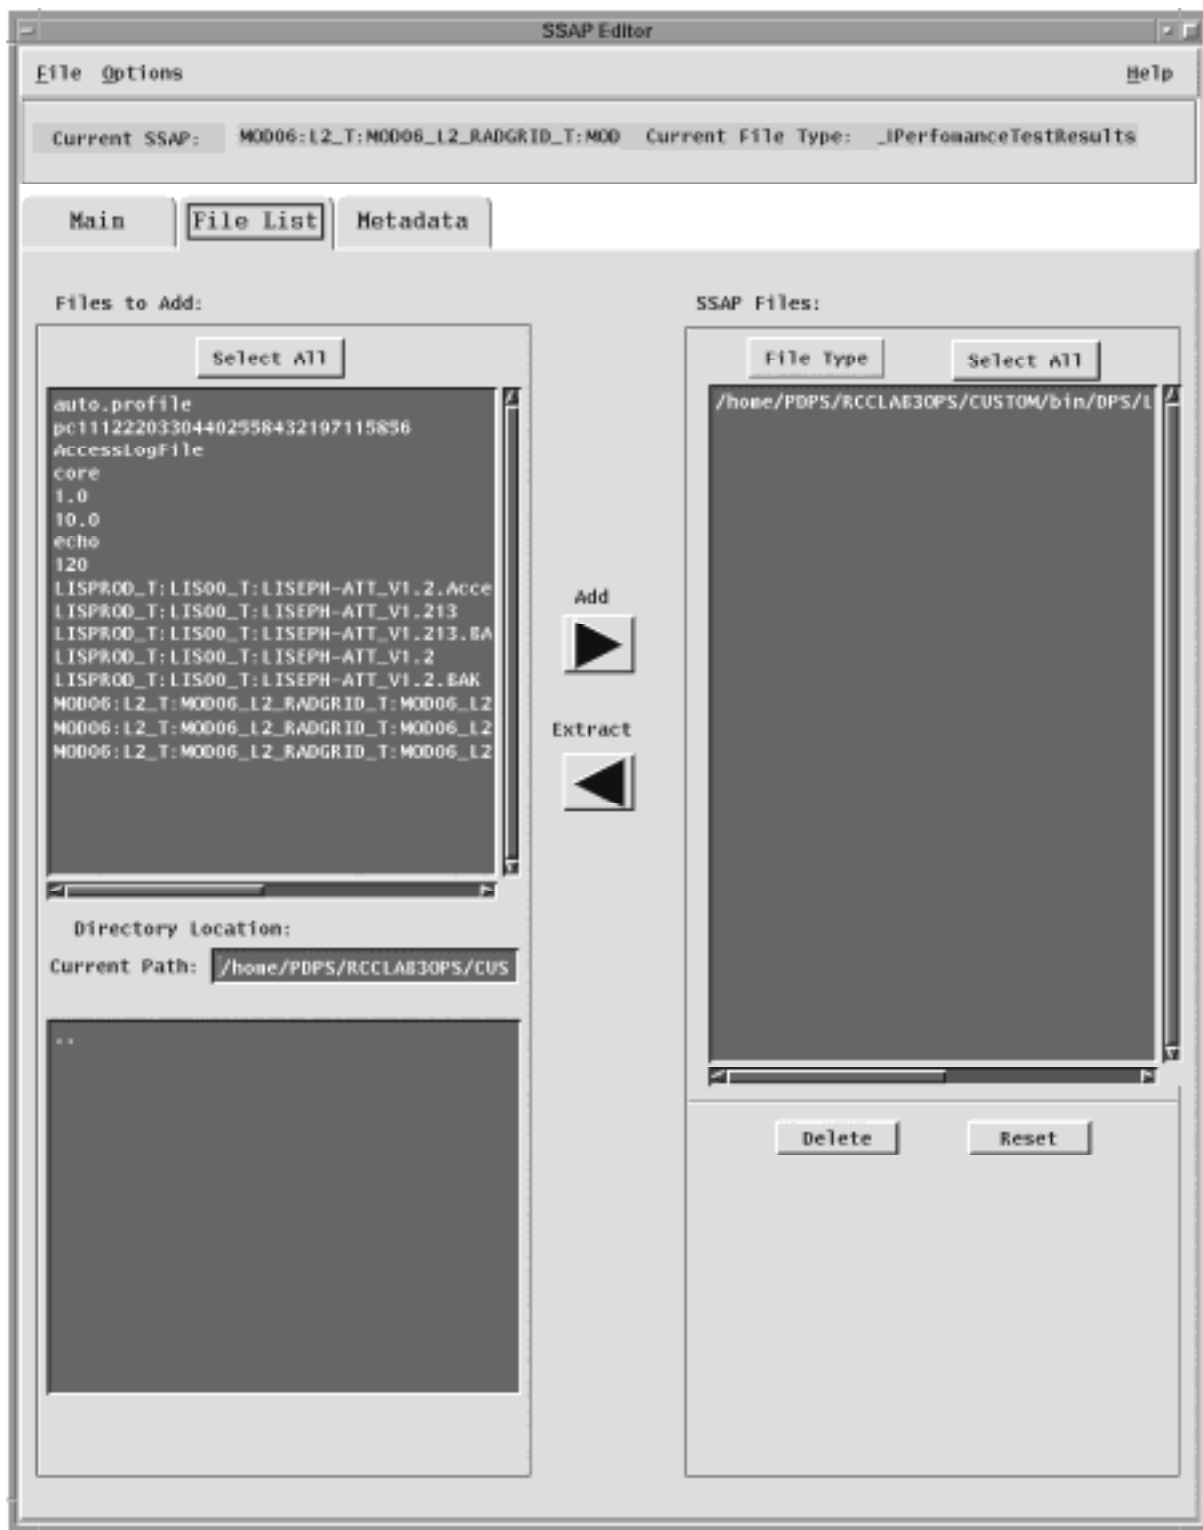 SSAP Editor
File Options Help
Current SSAP: MOD06:L2_T:MOD06_L2_RADGRID_T:MOD Current File Type: _IPerfomanceTestResults
Main File List Metadata
Files to Add:
Select All
auto.profile
pc11122203304402558432197115856
AccessLogFile
core
1.0
10.0
echo
120
LISPROD_T:LIS00_T:LISEPH-ATT_V1.2.Acce
LISPROD_T:LIS00_T:LISEPH-ATT_V1.213
LISPROD_T:LIS00_T:LISEPH-ATT_V1.213.BA
LISPROD_T:LIS00_T:LISEPH-ATT_V1.2
LISPROD_T:LIS00_T:LISEPH-ATT_V1.2.BAK
MOD06:L2_T:MOD06_L2_RADGRID_T:MOD06_L2
MOD06:L2_T:MOD06_L2_RADGRID_T:MOD06_L2
MOD06:L2_T:MOD06_L2_RADGRID_T:MOD06_L2
Directory Location:
Current Path: /home/PDPS/RCCLAB3OPS/CUS
..
Add
Extract
SSAP Files:
File Type Select All
/home/PDPS/RCCLAB3OPS/CUSTOM/bin/DPS/L
Delete Reset